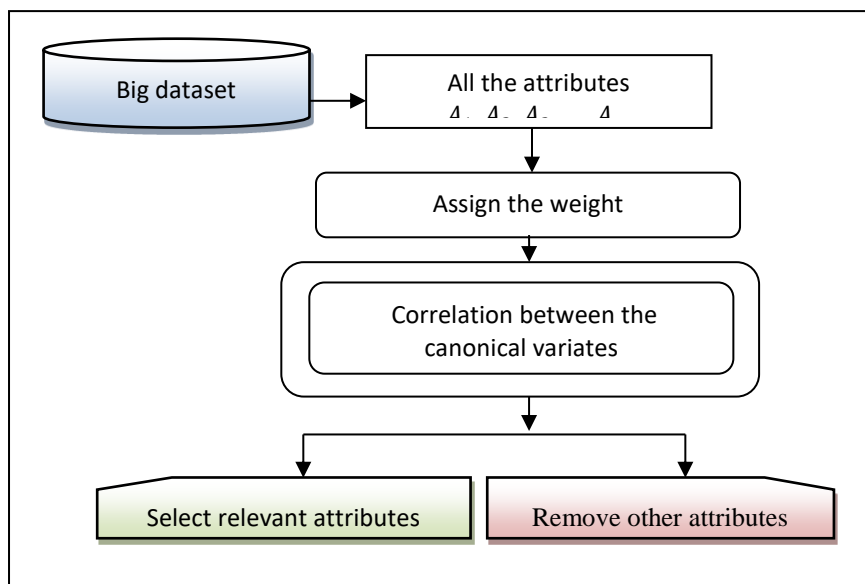 Big dataset
All the attributes
Assign the weight
Correlation between the
canonical variates
Select relevant attributes
Remove other attributes